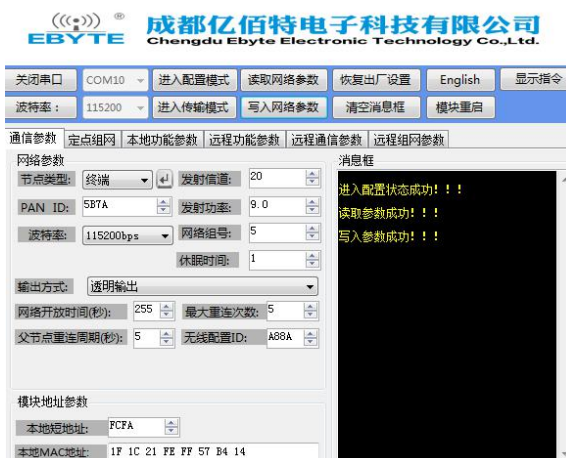 ((·)) ®
EBYTE
成都亿佰特电子科技有限公司
Chengdu Ebyte Electronic Technology Co.,Ltd.
关闭串口 COM10 进入配置模式 读取网络参数 恢复出厂设置 English 显示指令
波特率: 115200 进入传输模式 写入网络参数 清空消息框 模块重启
通信参数 定点组网 本地功能参数 远程功能参数 远程通信参数 远程组网参数
网络参数 消息框
节点类型: 终端 发射信道: 20
进入配置状态成功!!!
PAN ID: 5B7A 发射功率: 9.0
读取参数成功!!!
波特率: 115200bps 网络组号: 5
写入参数成功!!!
休眠时间: 1
输出方式: 透明输出
网络开放时间(秒): 255 最大重连次数: 5
父节点重连周期(秒): 5 无线配置ID: A88A
模块地址参数
本地短地址: FCFA
本地MAC地址: 1F 1C 21 FE FF 57 B4 14